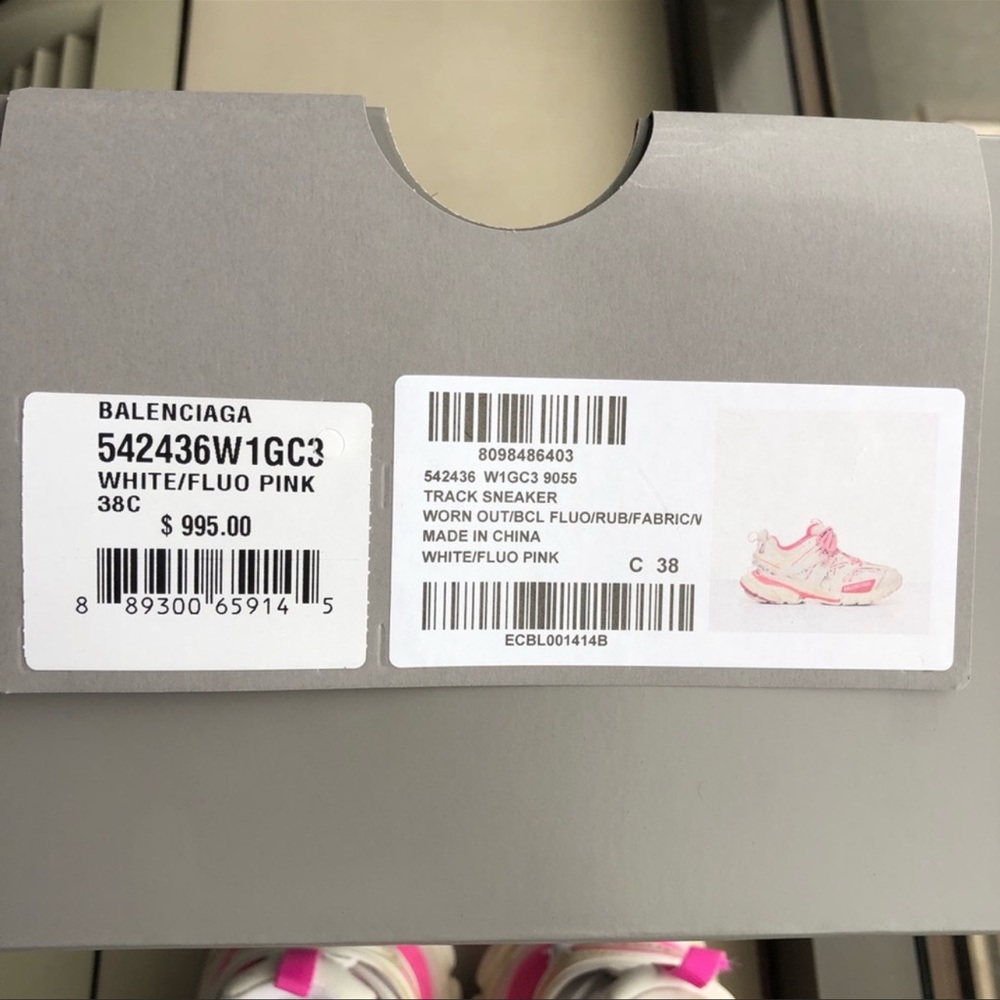 BALENCIAGA
542436W1GC3
WHITE/FLUO PINK
38C
$ 995.00
8 89300 65914 5
8098486403
542436 W1GC3 9055
TRACK SNEAKER
WORN OUT/BCL FLUO/RUB/FABRIC/
MADE IN CHINA
WHITE/FLUO PINK C 38
ECBL001414B